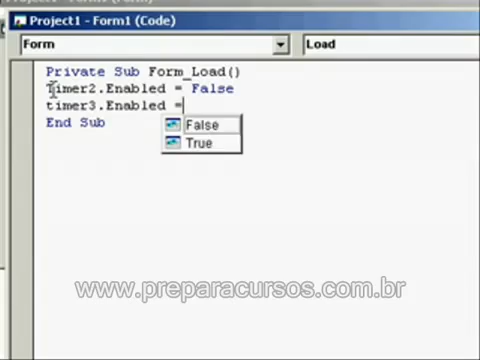 Project1 - Form1 (Code)
Form
Load
Private Sub Form_Load()
Timer2.Enabled = False
timer3.Enabled =
False
True
End Sub
www.preparacursos.com.br